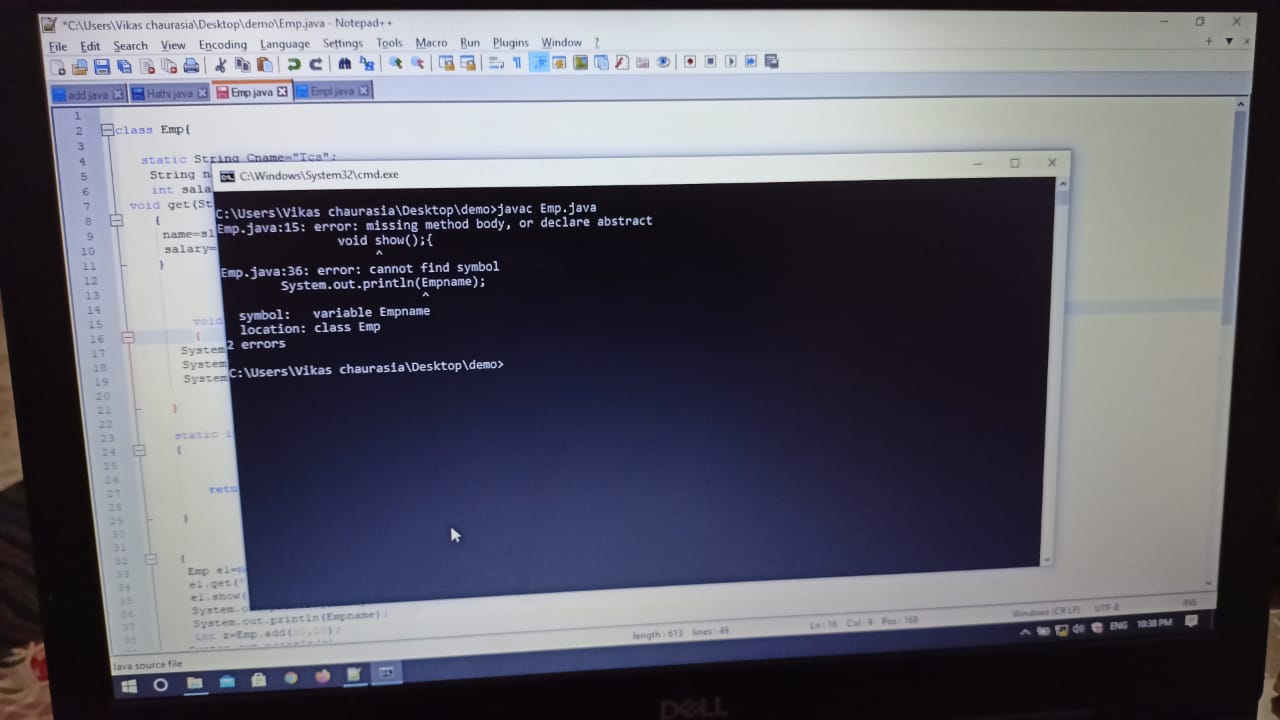 *C:\Users\Vikas chaurasia\Desktop\demo\Emp.java - Notepad++
File Edit Search View Encoding Language Settings Tools Macro Run Plugins Window ?
add.java Hathi.java Emp.java Empl.java
1
2 class Emp{
3
4 static String Cname="Tcs";
5 String n
6 int sala
7 void get(St
8 {
9 name=s1
10 salary=
11 }
12
13
14
15 void
16 {
17 System
18 System
19 System
20
21 }
22
23 static i
24 {
25
26
27 retu
28
29 }
30
31
32 {
33 Emp e1=n
34 e1.get("
35 e1.show(
36 System.o
37 System.out.println(Empname);
38 int z=Emp.add(
C:\Windows\System32\cmd.exe
C:\Users\Vikas chaurasia\Desktop\demo>javac Emp.java
Emp.java:15: error: missing method body, or declare abstract
void show();{
^
Emp.java:36: error: cannot find symbol
System.out.println(Empname);
^
symbol: variable Empname
location: class Emp
2 errors
C:\Users\Vikas chaurasia\Desktop\demo>
Java source file
length : 613 lines : 49
Ln : 16 Col : 9 Pos : 168
Windows (CR LF) UTF-8 INS
ENG 10:38 PM
DELL